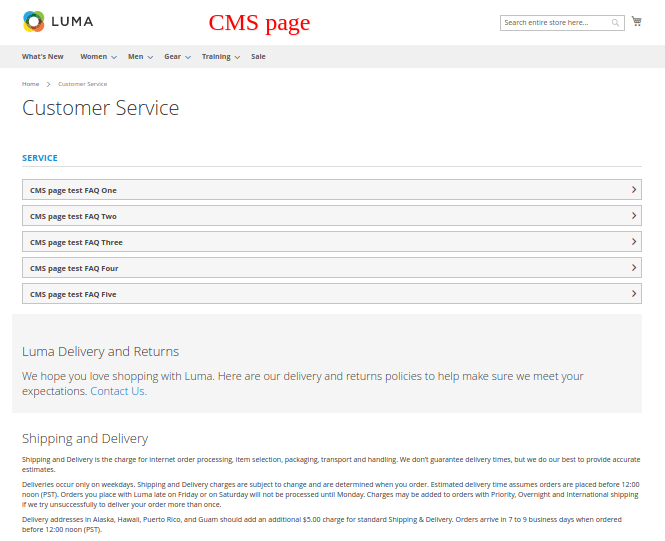 LUMA
CMS page
Search entire store here...
What's New Women Men Gear Training Sale
Home Customer Service
Customer Service
SERVICE
CMS page test FAQ One
CMS page test FAQ Two
CMS page test FAQ Three
CMS page test FAQ Four
CMS page test FAQ Five
Luma Delivery and Returns
We hope you love shopping with Luma. Here are our delivery and returns policies to help make sure we meet your
expectations. Contact Us.
Shipping and Delivery
Shipping and Delivery is the charge for internet order processing, item selection, packaging, transport and handling. We don't guarantee delivery times, but we do our best to provide accurate
estimates.
Deliveries occur only on weekdays. Shipping and Delivery charges are subject to change and are determined when you order. Estimated delivery time assumes orders are placed before 12:00
noon (PST). Orders you place with Luma late on Friday or on Saturday will not be processed until Monday. Charges may be added to orders with Priority, Overnight and International shipping
if we try unsuccessfully to deliver your order more than once.
Delivery addresses in Alaska, Hawaii, Puerto Rico, and Guam should add an additional $5.00 charge for standard Shipping & Delivery. Orders arrive in 7 to 9 business days when ordered
before 12:00 noon (PST).